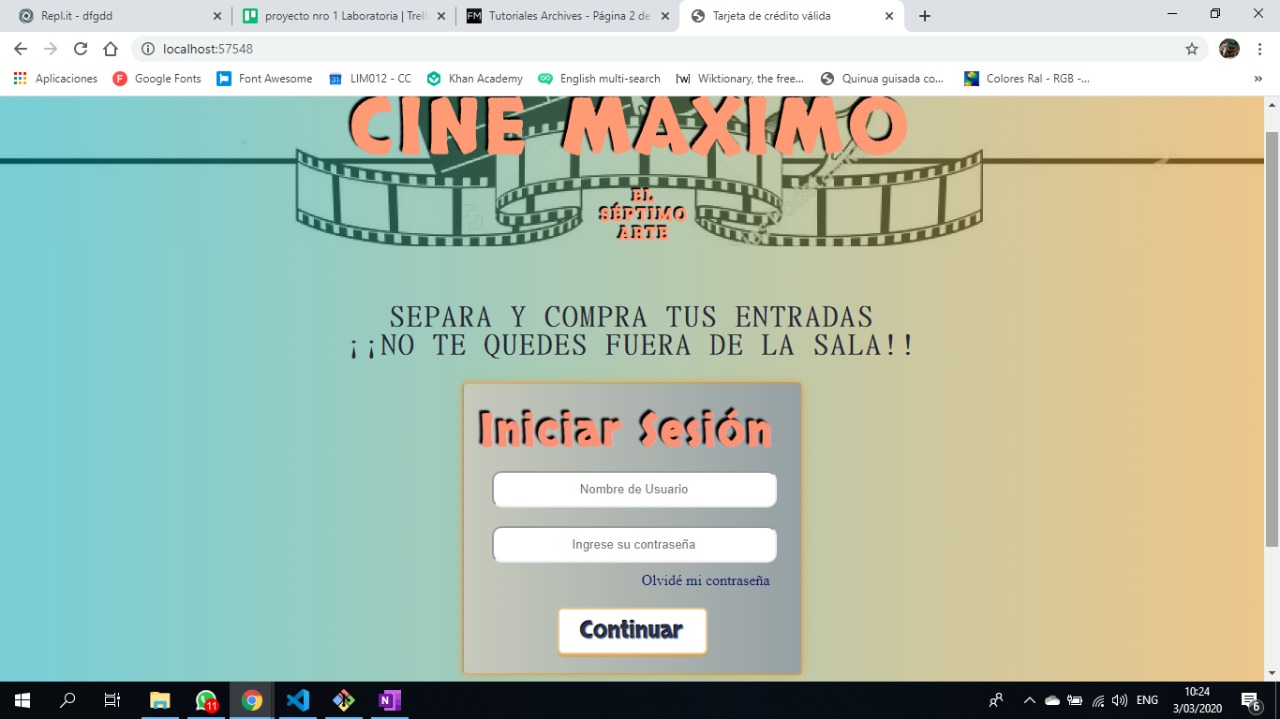 Repl.it - dfgdd
proyecto nro 1 Laboratoria | Trell
FM
Tutoriales Archives - Página 2 de
Tarjeta de crédito válida
localhost:57548
Aplicaciones
Google Fonts
Font Awesome
LIM012 - CC
Khan Academy
English multi-search
[w] Wiktionary, the free...
Quinua guisada co...
Colores Ral - RGB -...
CINE MAXIMO
EL
SÉPTIMO
ARTE
SEPARA Y COMPRA TUS ENTRADAS
¡¡NO TE QUEDES FUERA DE LA SALA!!
Iniciar Sesión
Nombre de Usuario
Ingrese su contraseña
Olvidé mi contraseña
Continuar
11
ENG
10:24
3/03/2020
6